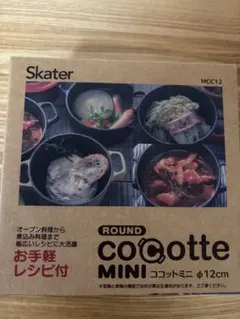 Skater
MCC12
オーブン料理から
煮込み料理まで
幅広いレシピに大活躍
お手軽
レシピ付
ROUND
cocotte
MINI ココットミニ φ12cm